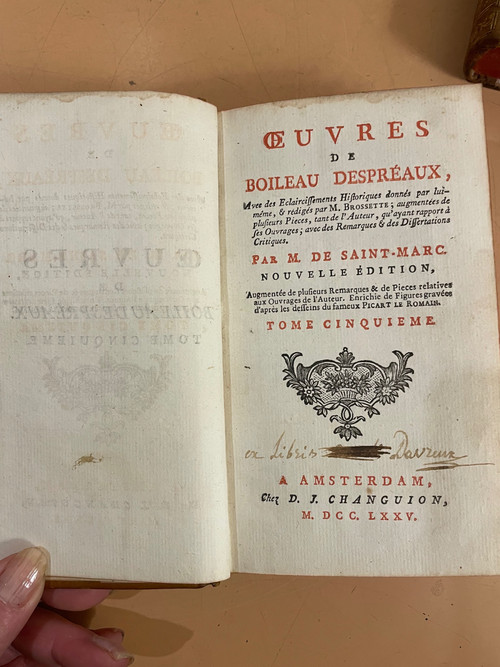 ŒUVRES
DE
BOILEAU DESPRÉAUX,
Avec des Eclaircissements Historiques donnés par lui-
même, & rédigés par M. BROSSETTE; augmentées de
plusieurs Pieces, tant de l'Auteur, qu'ayant rapport à
ses Ouvrages; avec des Remarques & des Dissertations
Critiques.
PAR M. DE SAINT-MARC.
NOUVELLE ÉDITION,
Augmentée de plusieurs Remarques & de Pieces relatives
aux Ouvrages de l'Auteur. Enrichie de Figures gravées
d'après les desseins du fameux PICART LE ROMAIN.
TOME CINQUIEME.
ex Libris Davreux
A AMSTERDAM,
Chez D. J. CHANGUION,
M. DCC. LXXV.